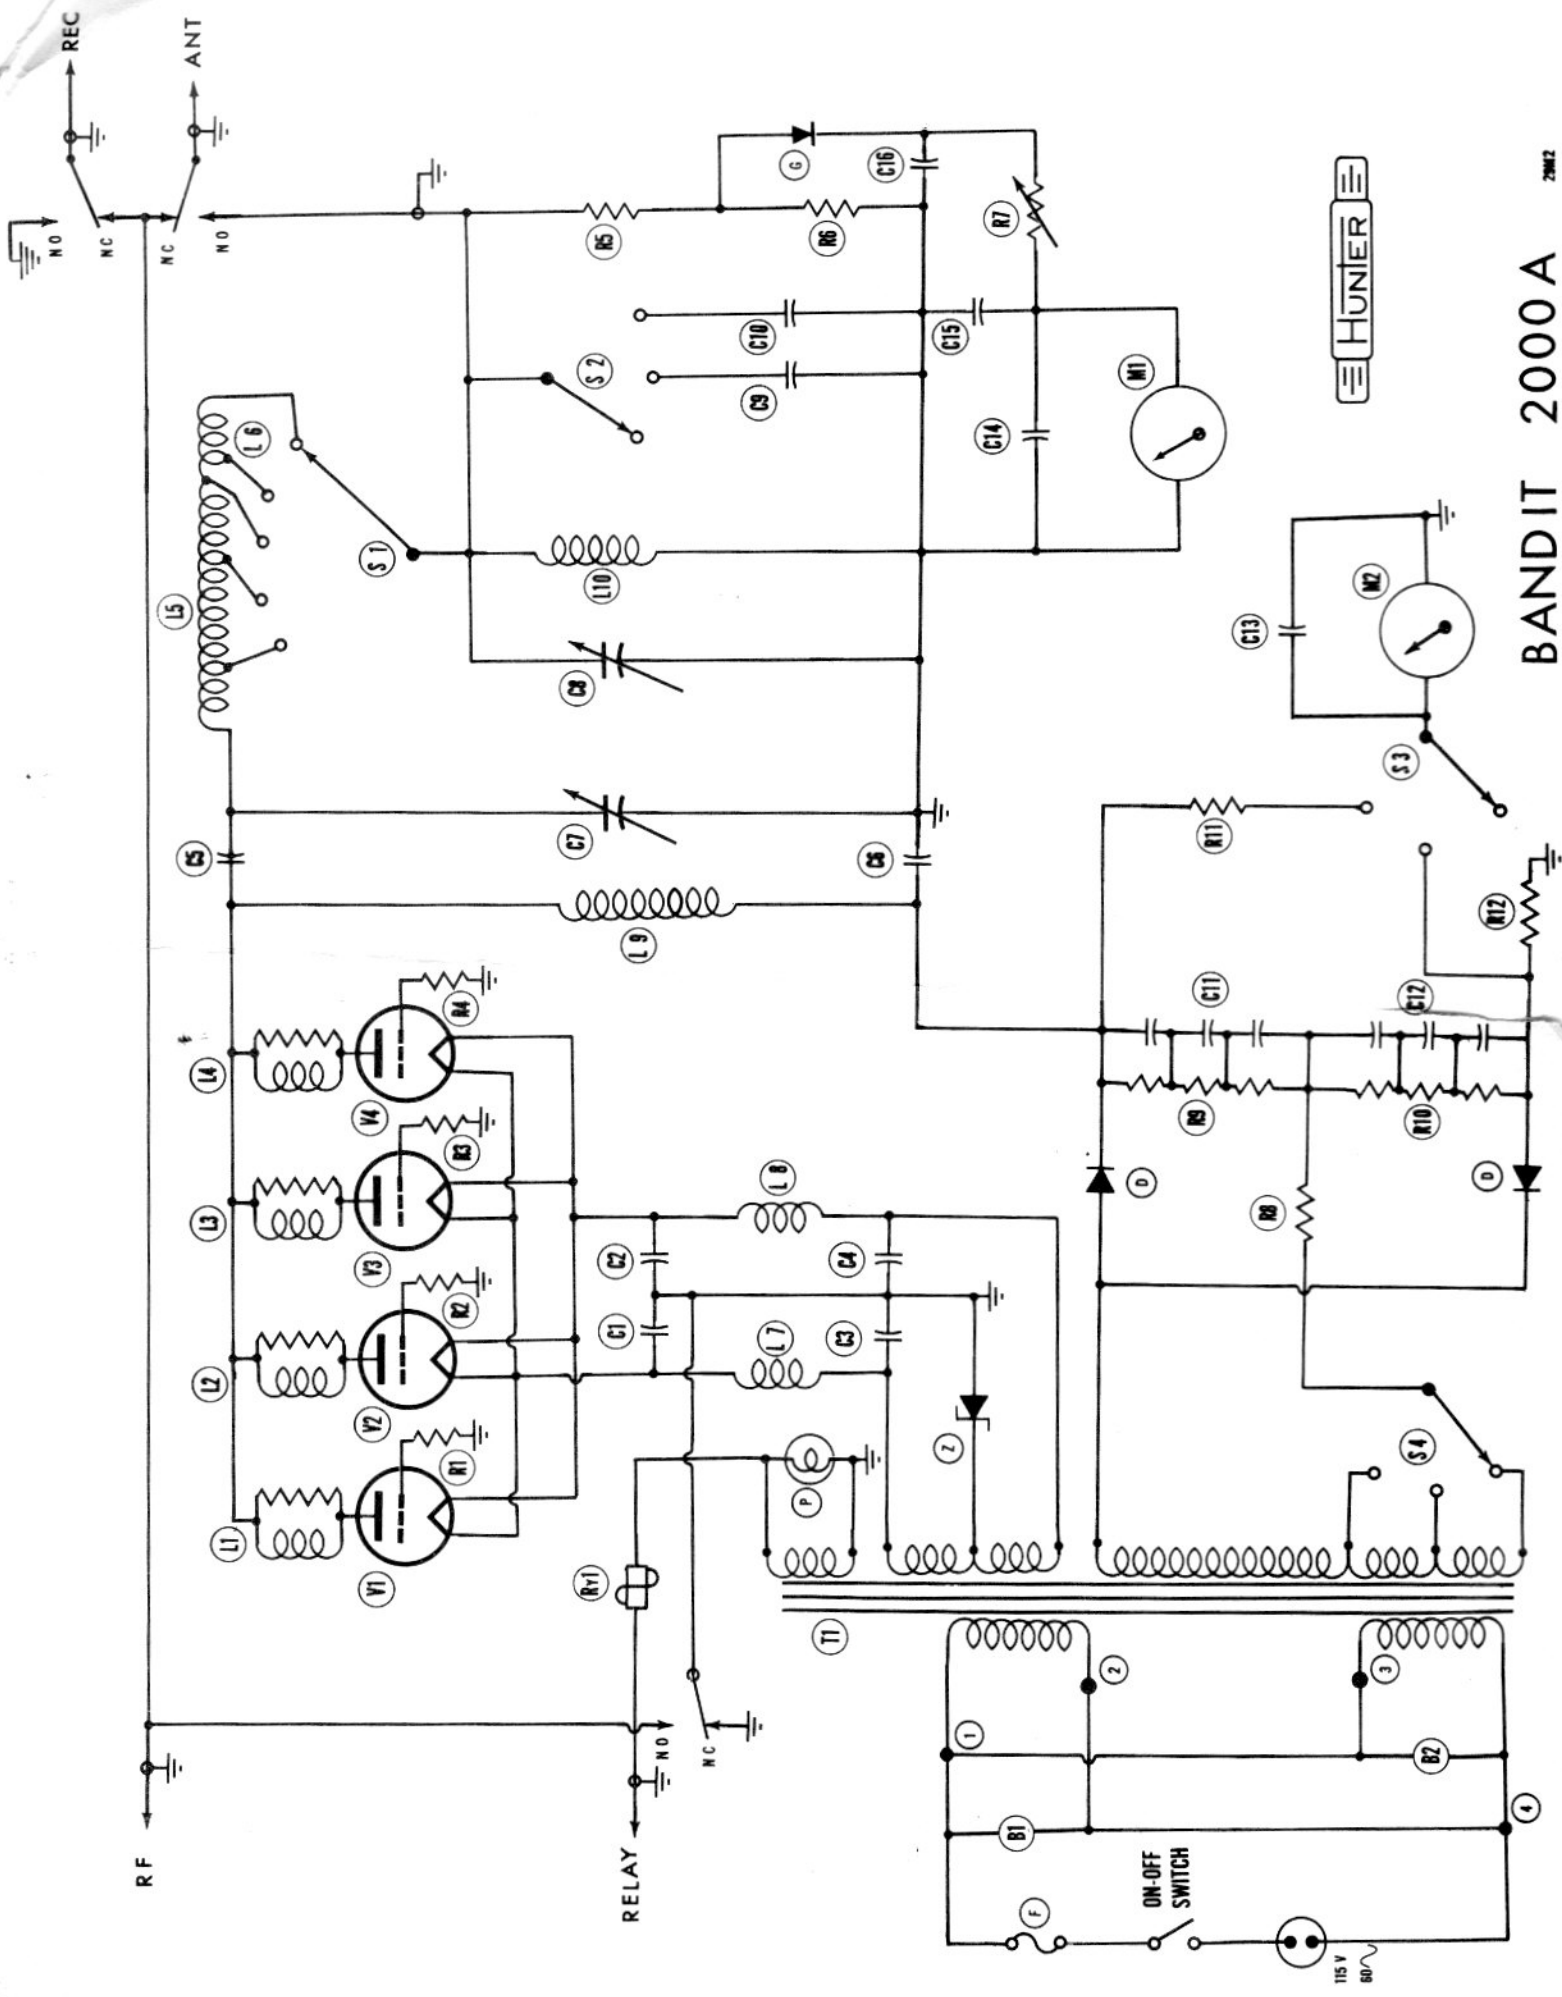 REC
ANT
NO
NC
NC
NO
L5
L 6
S 1
L10
S 2
C10
C9
R5
R6
G
C16
R7
C15
C14
M1
C8
C7
C5
C6
L 9
L1
L2
L3
L4
V1
V2
V3
V4
R1
R2
R3
R4
RF
RELAY
NO
NC
Ry1
C1
C2
C3
C4
L 7
L 8
P
Z
T1
1
2
3
4
B1
B2
F
ON-OFF
SWITCH
115 V
60
S4
R8
D
D
R9
R10
C11
C12
R11
R12
S 3
C13
M2
HUNTER
BANDIT 2000 A
29M2